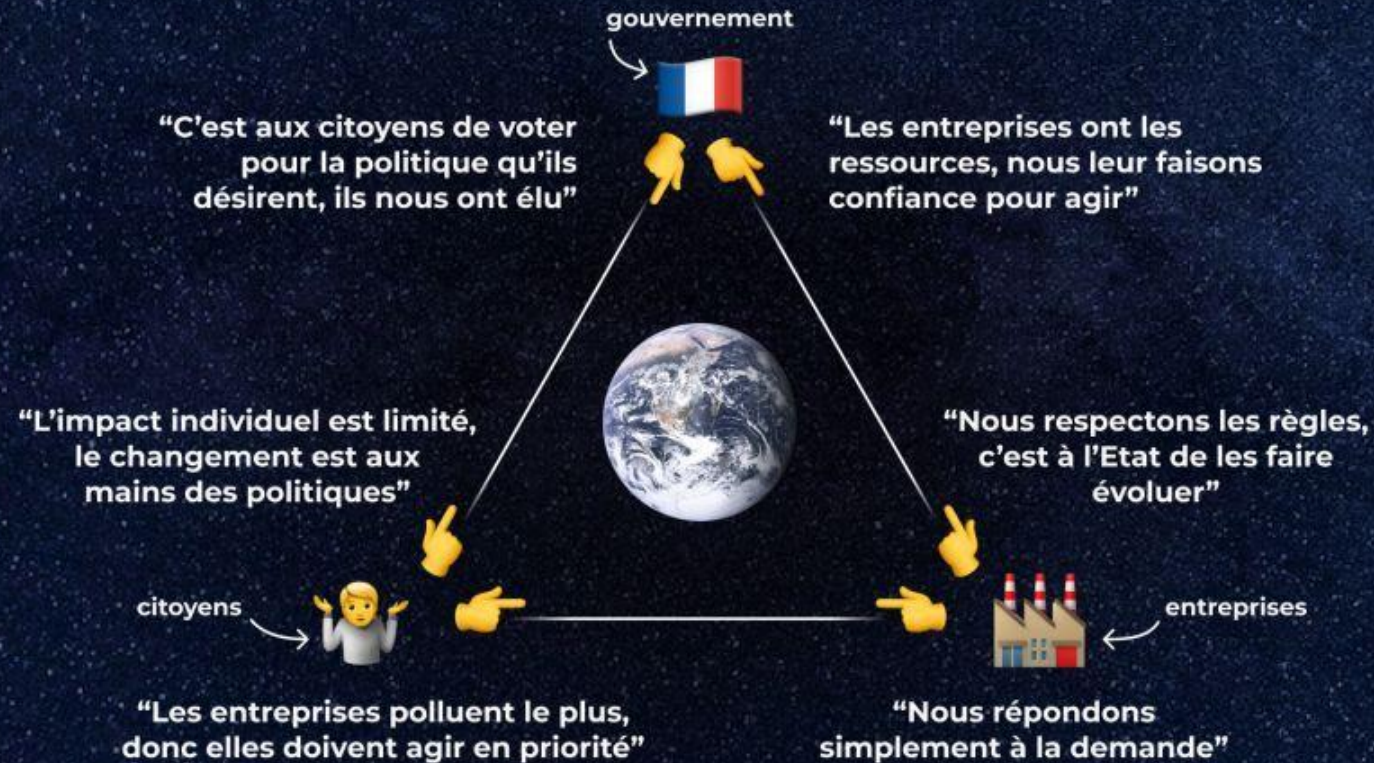 gouvernement
“C’est aux citoyens de voter
pour la politique qu’ils
désirent, ils nous ont élu”
“Les entreprises ont les
ressources, nous leur faisons
confiance pour agir”
“L’impact individuel est limité,
le changement est aux
mains des politiques”
“Nous respectons les règles,
c’est à l’Etat de les faire
évoluer”
citoyens
entreprises
“Les entreprises polluent le plus,
donc elles doivent agir en priorité”
“Nous répondons
simplement à la demande”